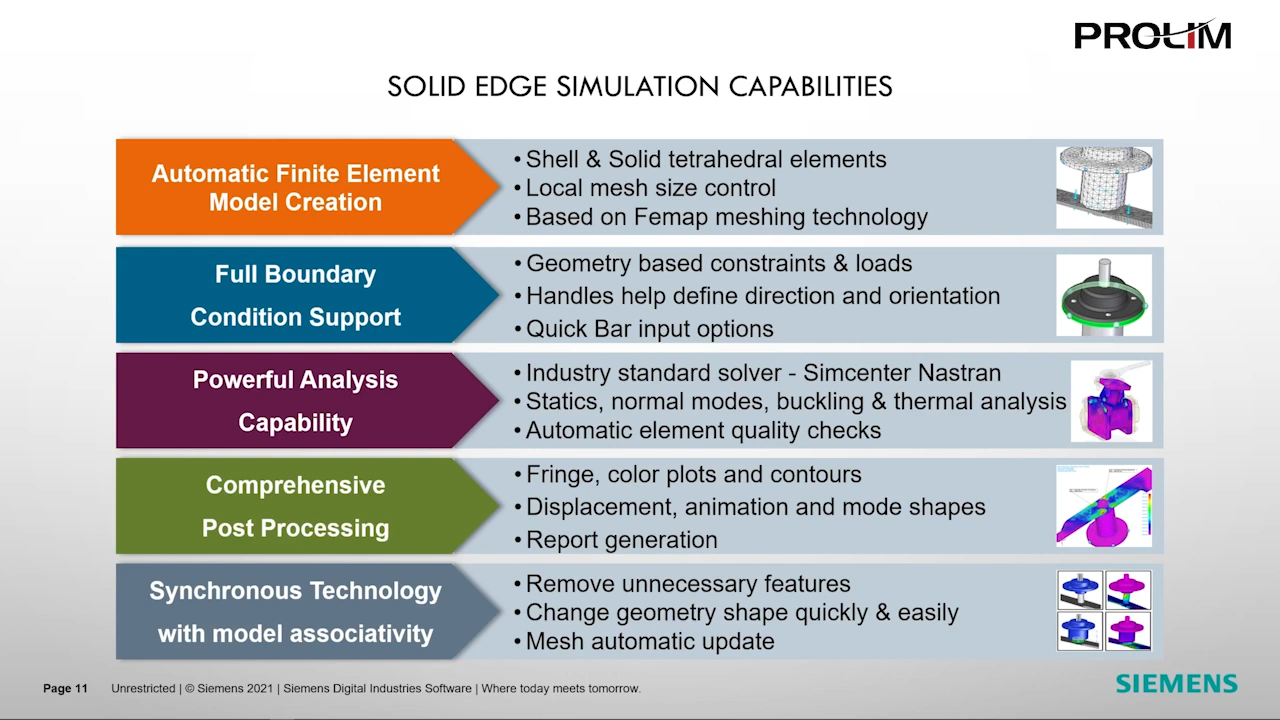 PROLIM
SOLID EDGE SIMULATION CAPABILITIES
Automatic Finite Element
Model Creation
• Shell & Solid tetrahedral elements
• Local mesh size control
• Based on Femap meshing technology
Full Boundary
Condition Support
• Geometry based constraints & loads
• Handles help define direction and orientation
• Quick Bar input options
Powerful Analysis
Capability
• Industry standard solver - Simcenter Nastran
• Statics, normal modes, buckling & thermal analysis
• Automatic element quality checks
Comprehensive
Post Processing
• Fringe, color plots and contours
• Displacement, animation and mode shapes
• Report generation
Synchronous Technology
with model associativity
• Remove unnecessary features
• Change geometry shape quickly & easily
• Mesh automatic update
Page 11 Unrestricted | © Siemens 2021 | Siemens Digital Industries Software | Where today meets tomorrow.
SIEMENS